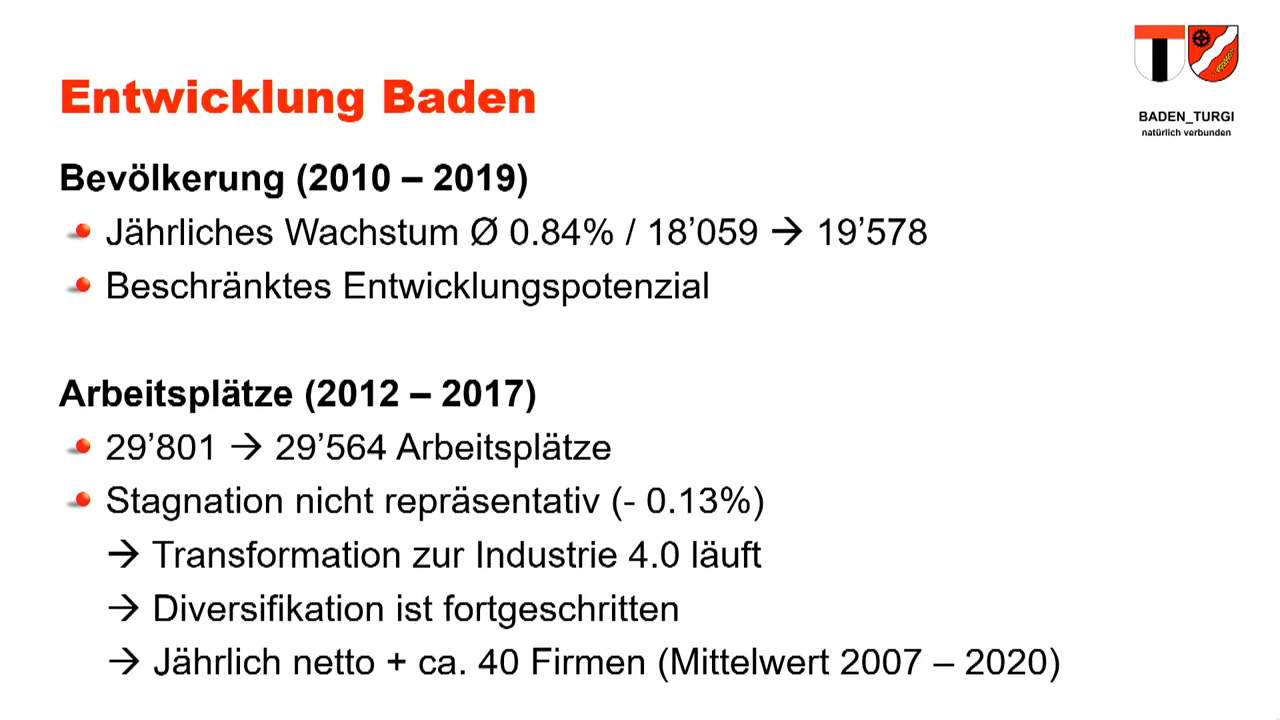 Entwicklung Baden
BADEN_TURGI
natürlich verbunden
Bevölkerung (2010 – 2019)
Jährliches Wachstum Ø 0.84% / 18’059 → 19’578
Beschränktes Entwicklungspotenzial
Arbeitsplätze (2012 – 2017)
29’801 → 29’564 Arbeitsplätze
Stagnation nicht repräsentativ (- 0.13%)
→ Transformation zur Industrie 4.0 läuft
→ Diversifikation ist fortgeschritten
→ Jährlich netto + ca. 40 Firmen (Mittelwert 2007 – 2020)